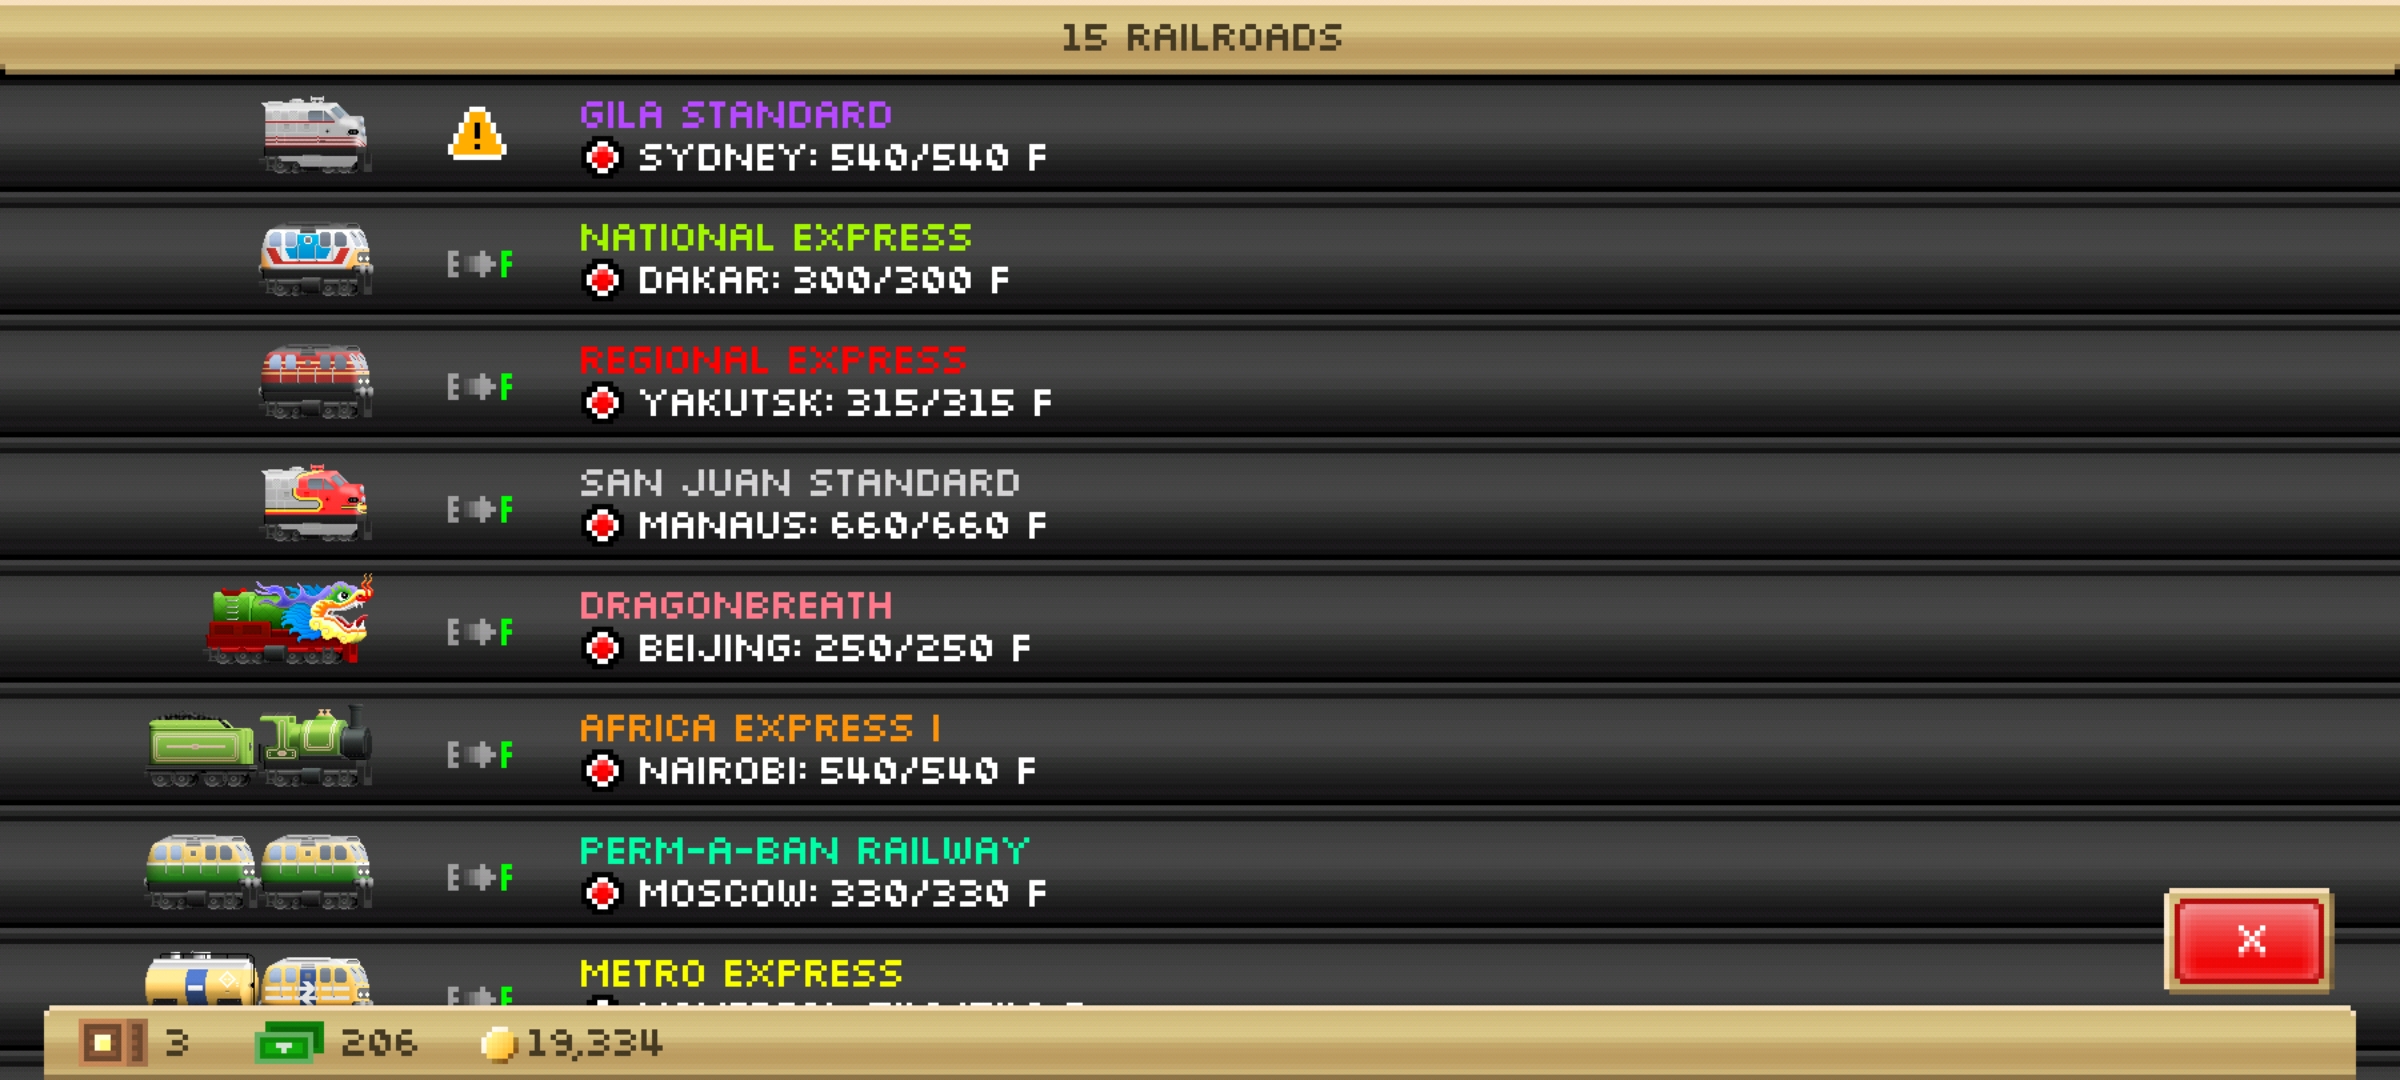 15 RAILROADS
GILA STANDARD
SYDNEY: 540/540 F
NATIONAL EXPRESS
E F
DAKAR: 300/300 F
REGIONAL EXPRESS
E F
YAKUTSK: 315/315 F
SAN JUAN STANDARD
E F
MANAUS: 660/660 F
DRAGONBREATH
E F
BEIJING: 250/250 F
AFRICA EXPRESS I
E F
NAIROBI: 540/540 F
PERM-A-BAN RAILWAY
E F
MOSCOW: 330/330 F
METRO EXPRESS
E F
X
3 206 19,334